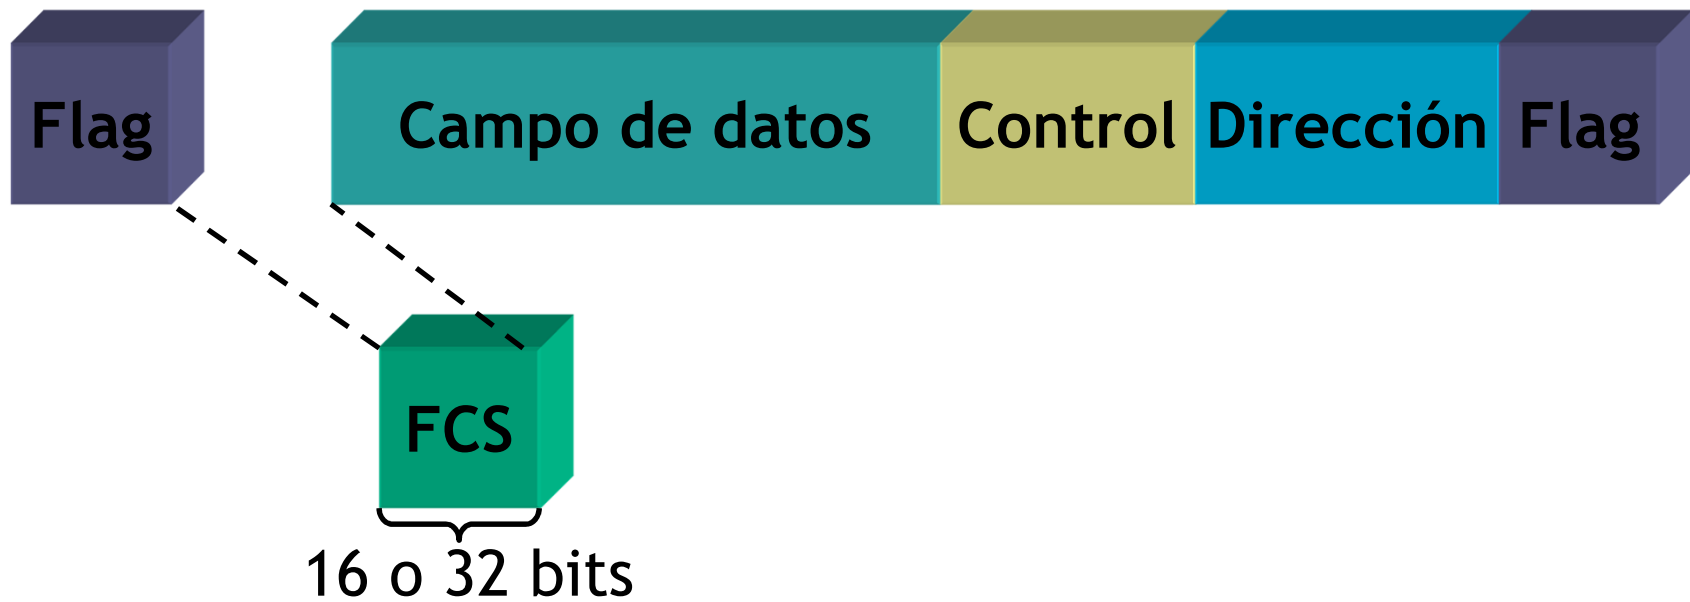 Flag Campo de datos Control Dirección Flag
FCS
16 o 32 bits